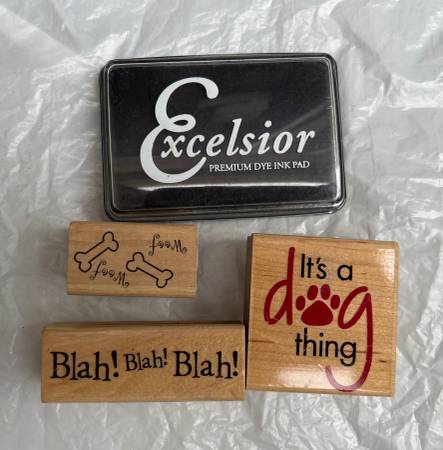 Excelsior
PREMIUM DYE INK PAD
Woof
Woof
It's a
dog
thing
Blah! Blah! Blah!